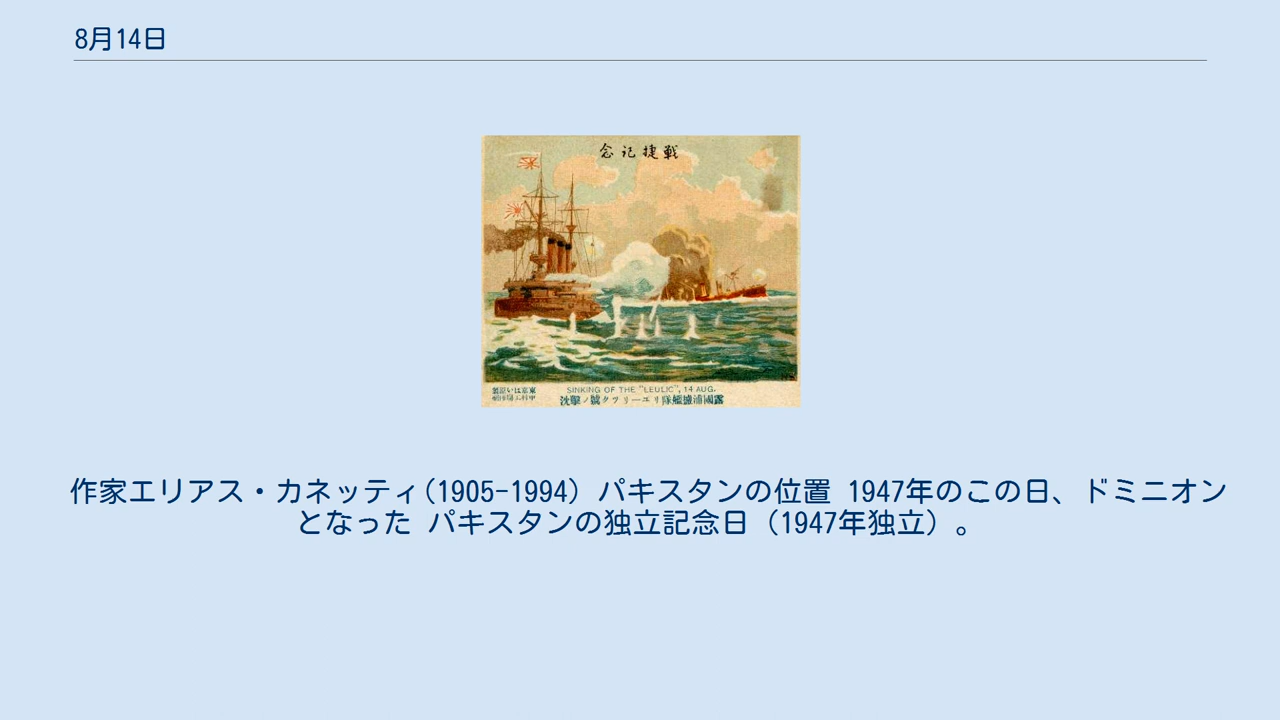 8月14日
念記捷戦
SINKING OF THE "LEULIC", 14 AUG.
沈撃ノ號クツリーユリ隊艦鹽浦國露
作家エリアス・カネッティ(1905-1994) パキスタンの位置 1947年のこの日、ドミニオン
となった パキスタンの独立記念日（1947年独立）。